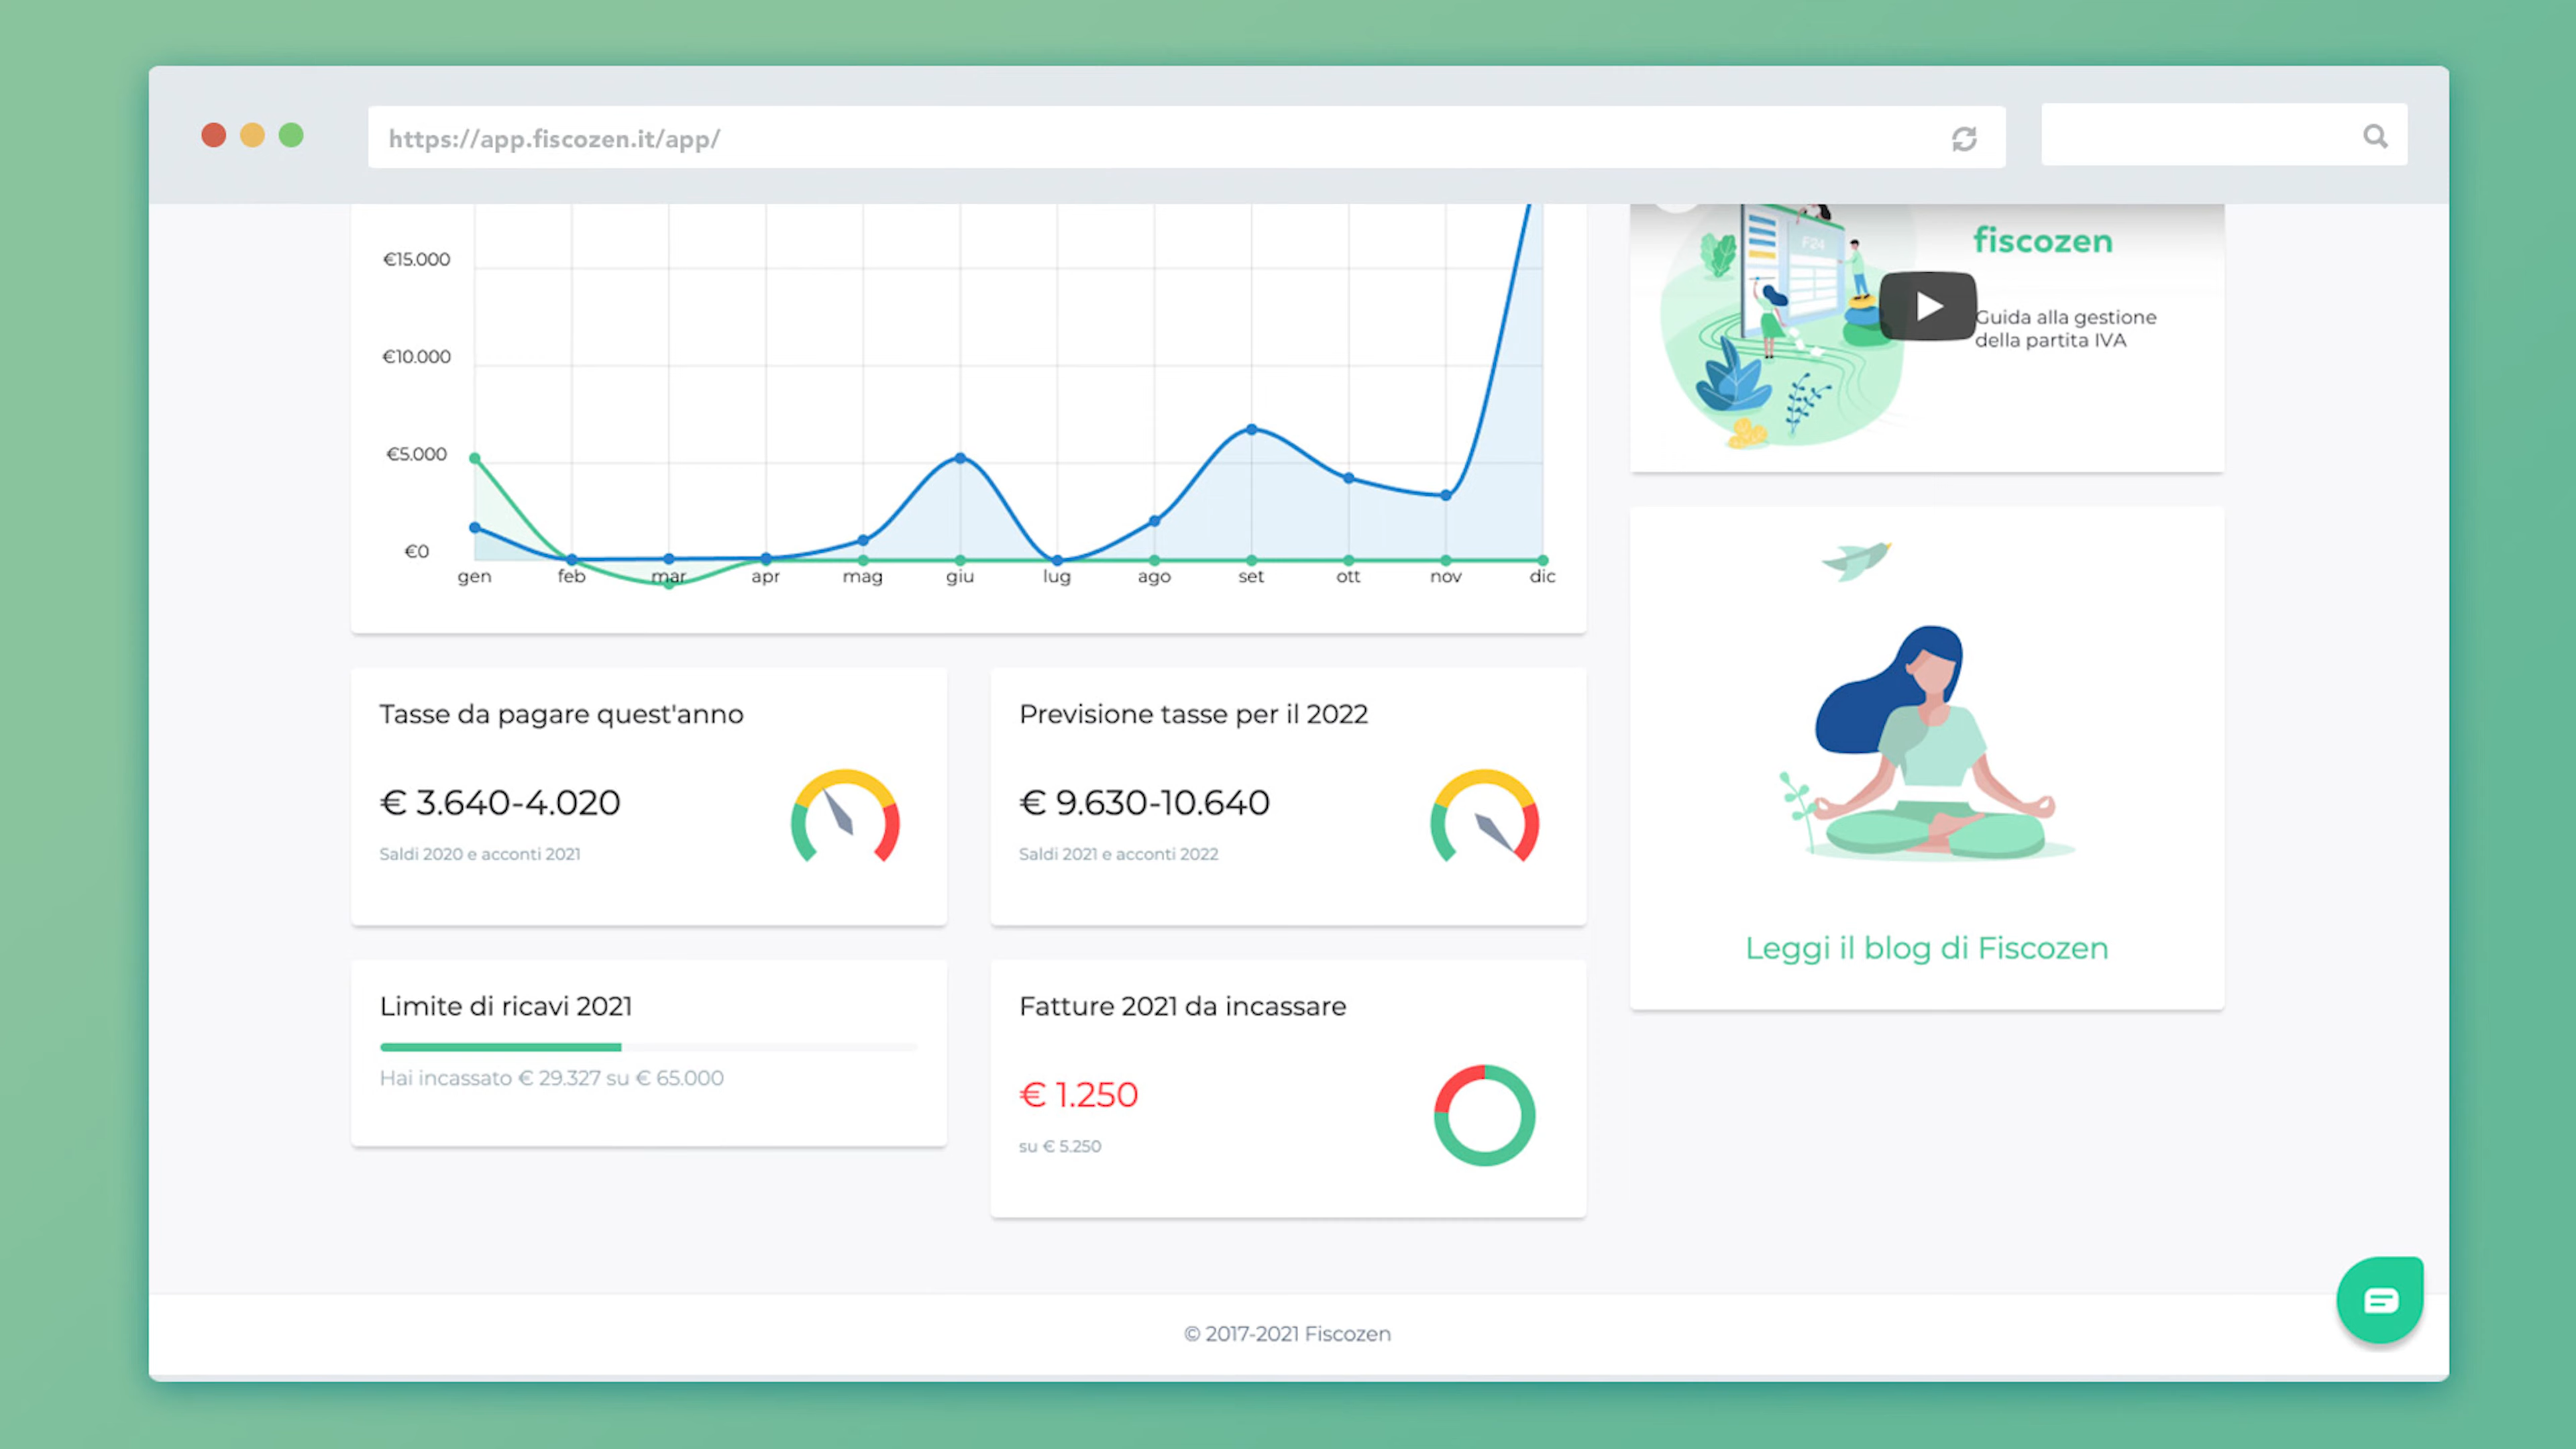 https://app.fiscozen.it/app/
€15.000
€10.000
€5.000
€0
gen feb mar apr mag giu lug ago set ott nov dic
F24
fiscozen
Guida alla gestione
della partita IVA
Tasse da pagare quest'anno
€ 3.640-4.020
Saldi 2020 e acconti 2021
Previsione tasse per il 2022
€ 9.630-10.640
Saldi 2021 e acconti 2022
Leggi il blog di Fiscozen
Limite di ricavi 2021
Hai incassato € 29.327 su € 65.000
Fatture 2021 da incassare
€ 1.250
su € 5.250
© 2017-2021 Fiscozen